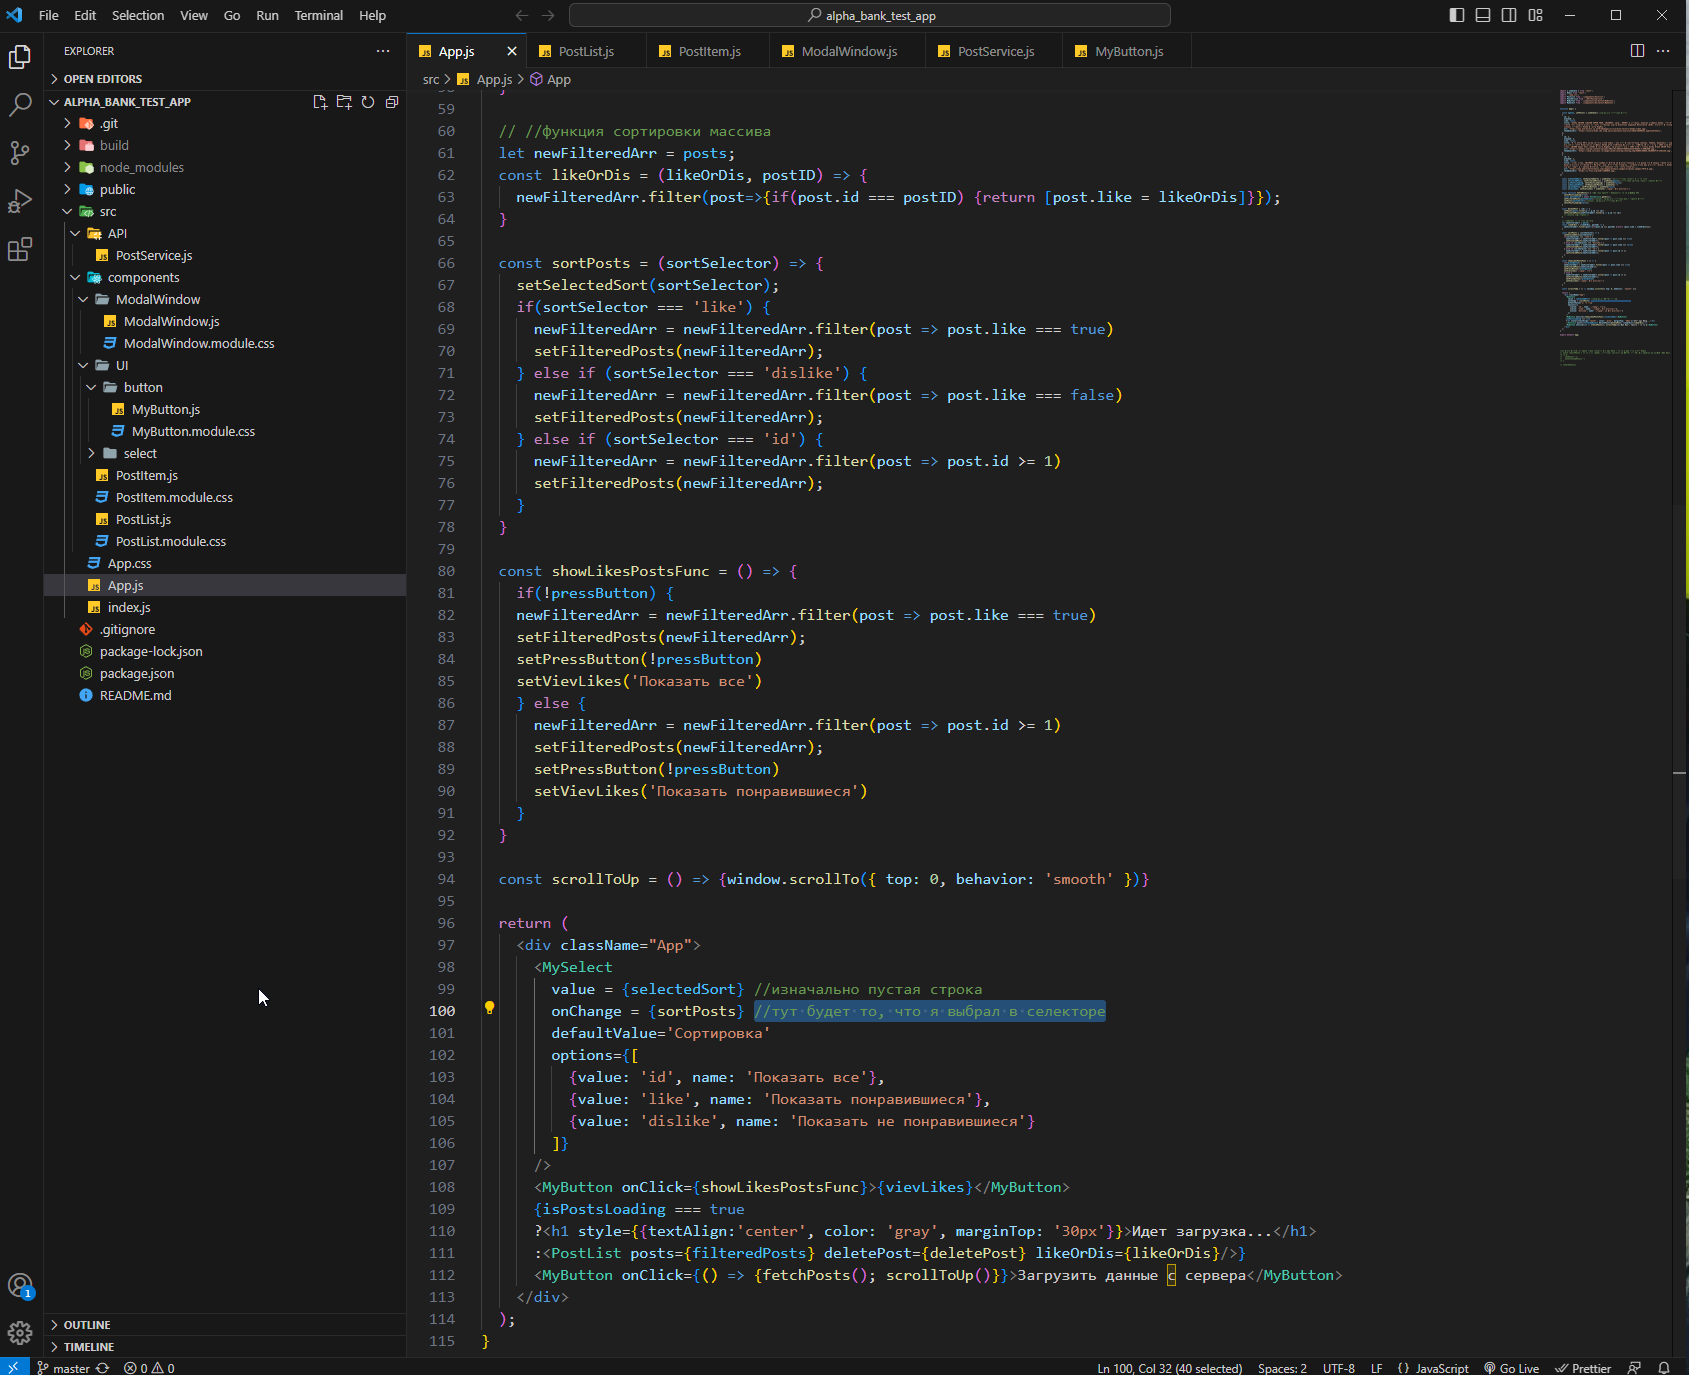 File Edit Selection View Go Run Terminal Help
alpha_bank_test_app
EXPLORER
OPEN EDITORS
ALPHA_BANK_TEST_APP
.git
build
node_modules
public
src
API
PostService.js
components
ModalWindow
ModalWindow.js
ModalWindow.module.css
UI
button
MyButton.js
MyButton.module.css
select
PostItem.js
PostItem.module.css
PostList.js
PostList.module.css
App.css
App.js
index.js
.gitignore
package-lock.json
package.json
README.md
OUTLINE
TIMELINE
App.js PostList.js PostItem.js ModalWindow.js PostService.js MyButton.js
src > App.js > App
59
60 // //функция сортировки массива
61 let newFilteredArr = posts;
62 const likeOrDis = (likeOrDis, postID) => {
63 newFilteredArr.filter(post=>{if(post.id === postID) {return [post.like = likeOrDis]}});
64 }
65
66 const sortPosts = (sortSelector) => {
67 setSelectedSort(sortSelector);
68 if(sortSelector === 'like') {
69 newFilteredArr = newFilteredArr.filter(post => post.like === true)
70 setFilteredPosts(newFilteredArr);
71 } else if (sortSelector === 'dislike') {
72 newFilteredArr = newFilteredArr.filter(post => post.like === false)
73 setFilteredPosts(newFilteredArr);
74 } else if (sortSelector === 'id') {
75 newFilteredArr = newFilteredArr.filter(post => post.id >= 1)
76 setFilteredPosts(newFilteredArr);
77 }
78 }
79
80 const showLikesPostsFunc = () => {
81 if(!pressButton) {
82 newFilteredArr = newFilteredArr.filter(post => post.like === true)
83 setFilteredPosts(newFilteredArr);
84 setPressButton(!pressButton)
85 setVievLikes('Показать все')
86 } else {
87 newFilteredArr = newFilteredArr.filter(post => post.id >= 1)
88 setFilteredPosts(newFilteredArr);
89 setPressButton(!pressButton)
90 setVievLikes('Показать понравившиеся')
91 }
92 }
93
94 const scrollToUp = () => {window.scrollTo({ top: 0, behavior: 'smooth' })}
95
96 return (
97 <div className="App">
98 <MySelect
99 value = {selectedSort} //изначально пустая строка
100 onChange = {sortPosts} //тут будет то, что я выбрал в селекторе
101 defaultValue='Сортировка'
102 options={[
103 {value: 'id', name: 'Показать все'},
104 {value: 'like', name: 'Показать понравившиеся'},
105 {value: 'dislike', name: 'Показать не понравившиеся'}
106 ]}
107 />
108 <MyButton onClick={showLikesPostsFunc}>{vievLikes}</MyButton>
109 {isPostsLoading === true
110 ?<h1 style={{textAlign:'center', color: 'gray', marginTop: '30px'}}>Идет загрузка...</h1>
111 :<PostList posts={filteredPosts} deletePost={deletePost} likeOrDis={likeOrDis}/>}
112 <MyButton onClick={() => {fetchPosts(); scrollToUp()}}>Загрузить данные с сервера</MyButton>
113 </div>
114 );
115 }
1
master 0 0 Ln 100, Col 32 (40 selected) Spaces: 2 UTF-8 LF {} JavaScript Go Live Prettier